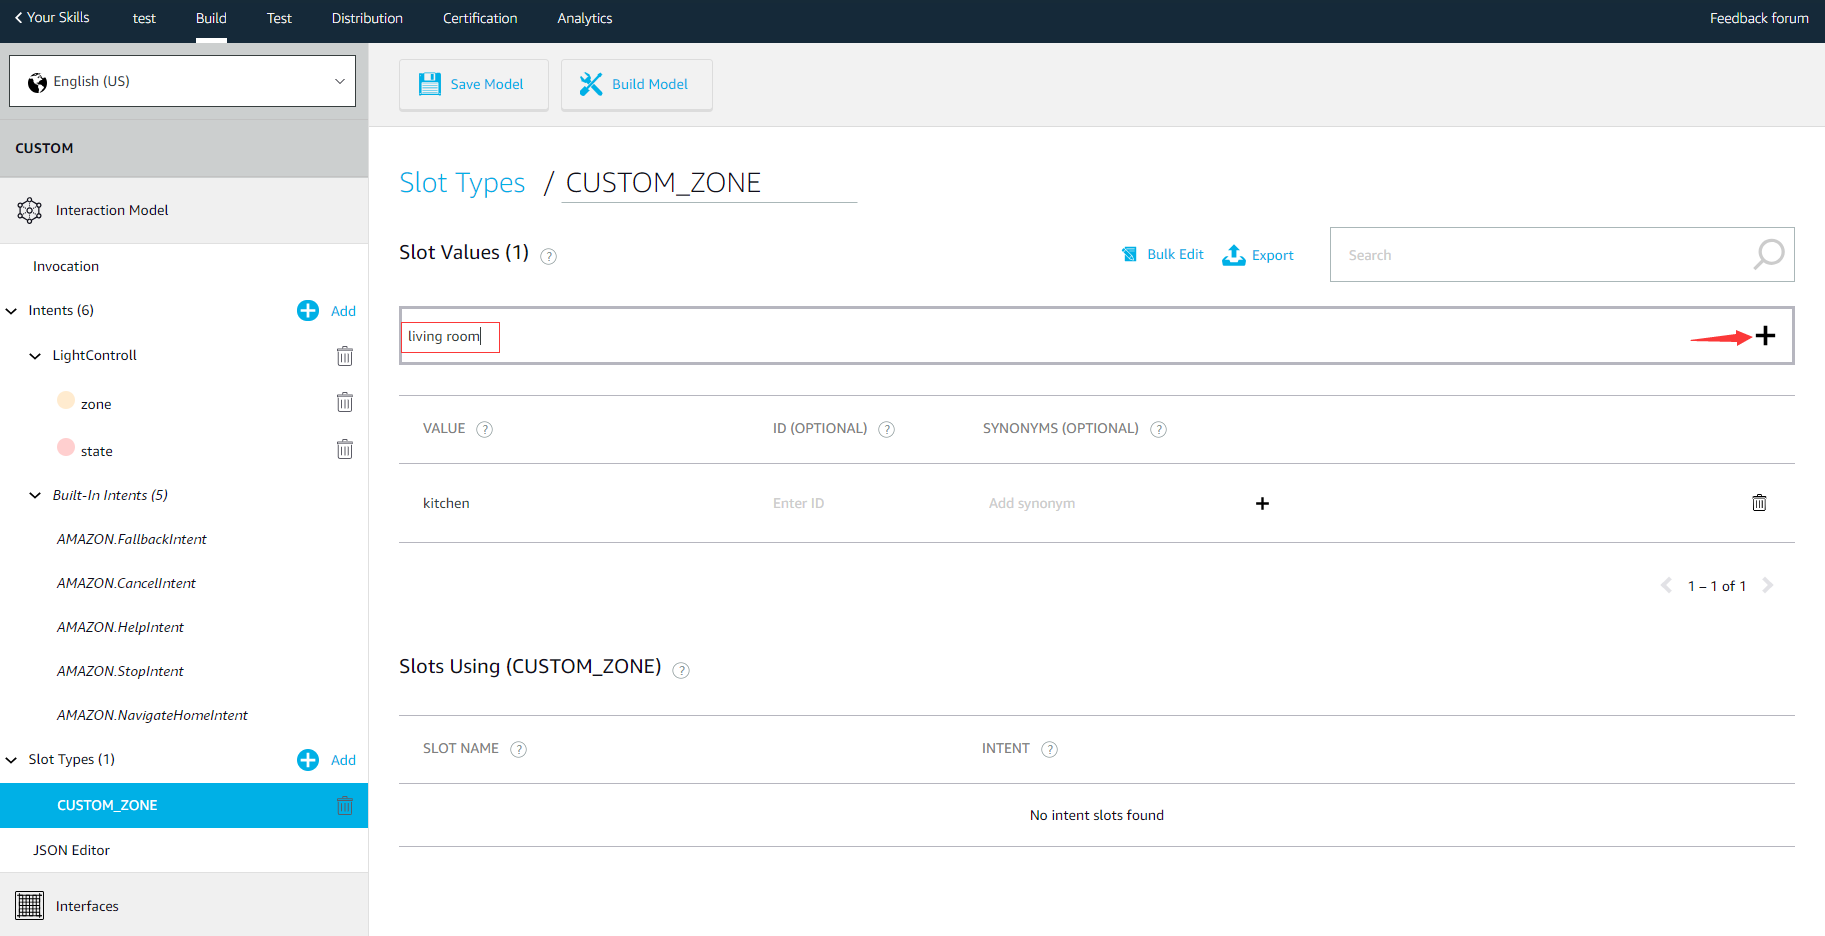 Your Skills test Build Test Distribution Certification Analytics Feedback forum
English (US)
Save Model Build Model
CUSTOM
Interaction Model
Invocation
Intents (6) Add
LightControll
zone
state
Built-In Intents (5)
AMAZON.FallbackIntent
AMAZON.CancelIntent
AMAZON.HelpIntent
AMAZON.StopIntent
AMAZON.NavigateHomeIntent
Slot Types (1) Add
CUSTOM_ZONE
JSON Editor
Interfaces
Slot Types / CUSTOM_ZONE
Slot Values (1) ? Bulk Edit Export Search
living room
VALUE ? ID (OPTIONAL) ? SYNONYMS (OPTIONAL) ?
kitchen Enter ID Add synonym
1 – 1 of 1
Slots Using (CUSTOM_ZONE) ?
SLOT NAME ? INTENT ?
No intent slots found